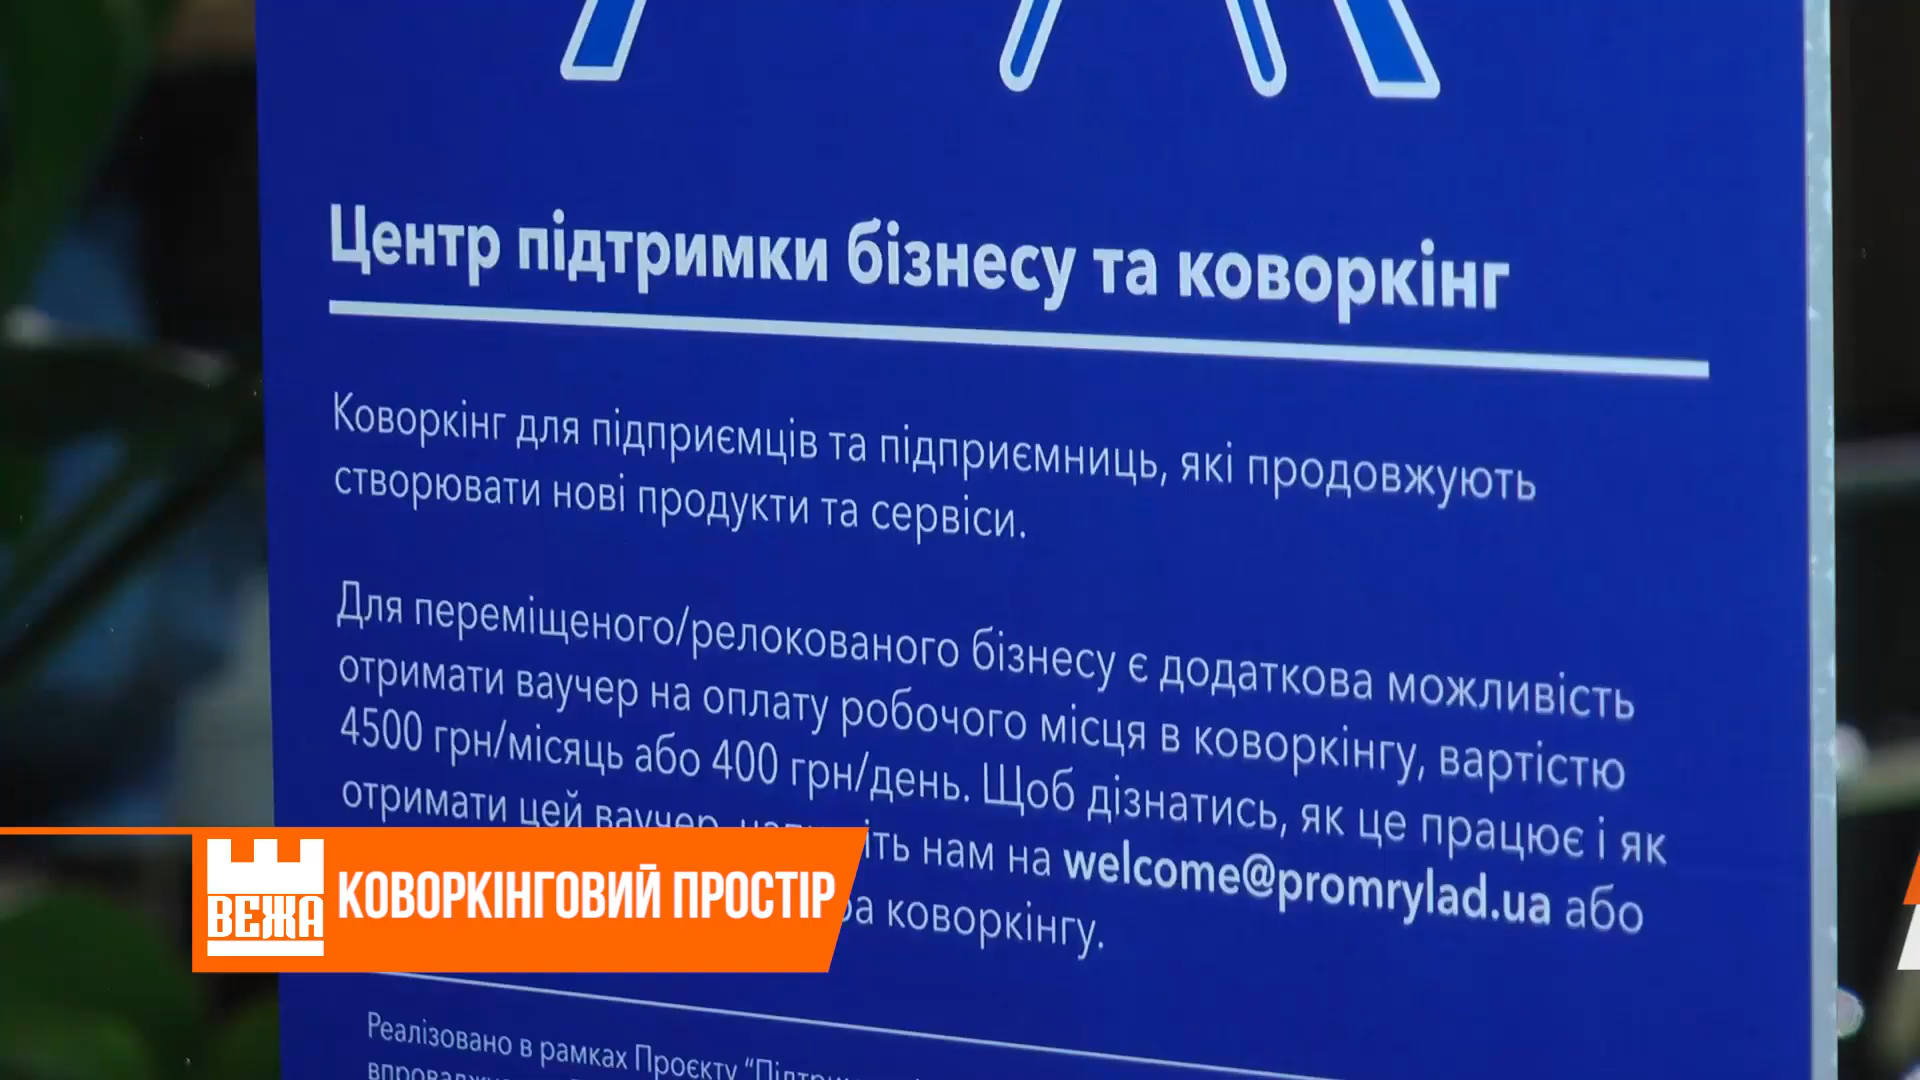 Центр підтримки бізнесу та коворкінг
Коворкінг для підприємців та підприємниць, які продовжують
створювати нові продукти та сервіси.
Для переміщеного/релокованого бізнесу є додаткова можливість
отримати ваучер на оплату робочого місця в коворкінгу, вартістю
4500 грн/місяць або 400 грн/день. Щоб дізнатись, як це працює і як
отримати цей ваучер, нам на welcome@promrylad.ua або
коворкінгу.
ВЕЖА
КОВОРКІНГОВИЙ ПРОСТІР
Реалізовано в рамках Проєкту